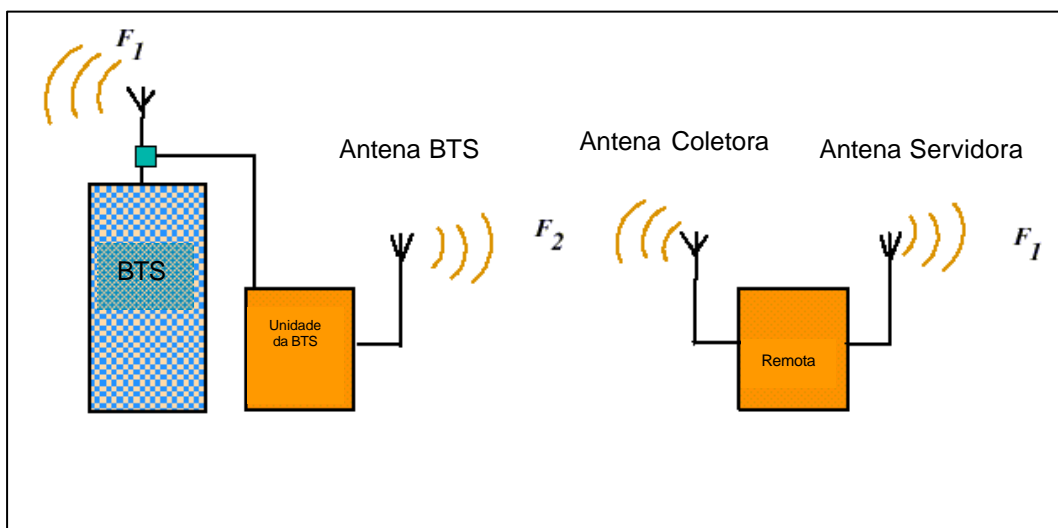 F1
Antena BTS
Antena Coletora
Antena Servidora
F2
F1
BTS
Unidade
da BTS
Remota